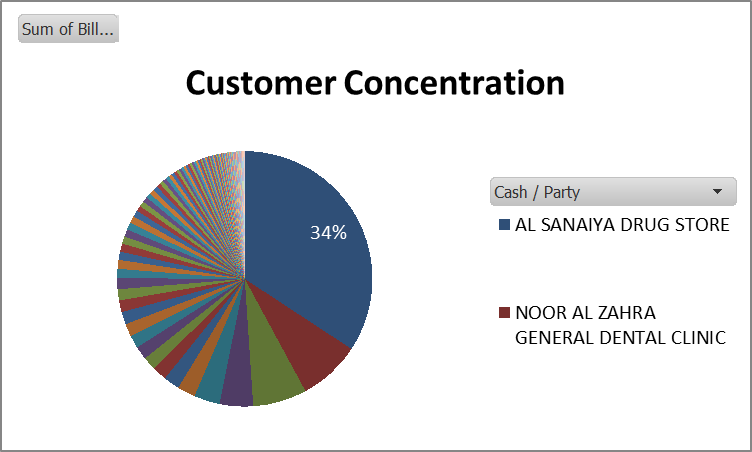 Sum of Bill...
Customer Concentration
34%
Cash / Party
AL SANAIYA DRUG STORE
NOOR AL ZAHRA
GENERAL DENTAL CLINIC